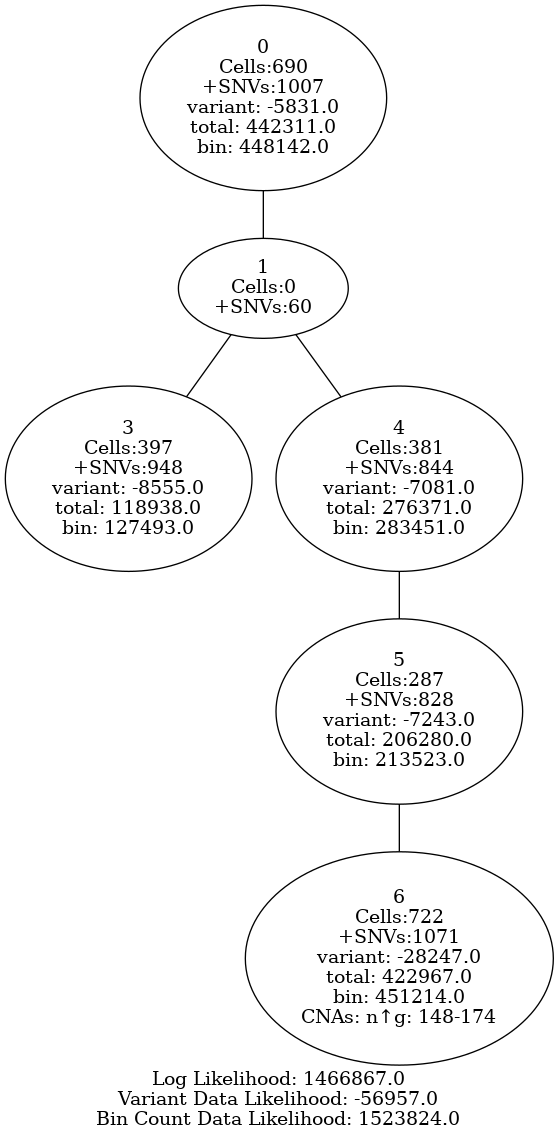 0
Cells:690
+SNVs:1007
variant: -5831.0
total: 442311.0
bin: 448142.0
1
Cells:0
+SNVs:60
3
Cells:397
+SNVs:948
variant: -8555.0
total: 118938.0
bin: 127493.0
4
Cells:381
+SNVs:844
variant: -7081.0
total: 276371.0
bin: 283451.0
5
Cells:287
+SNVs:828
variant: -7243.0
total: 206280.0
bin: 213523.0
6
Cells:722
+SNVs:1071
variant: -28247.0
total: 422967.0
bin: 451214.0
CNAs: n↑g: 148-174
Log Likelihood: 1466867.0
Variant Data Likelihood: -56957.0
Bin Count Data Likelihood: 1523824.0